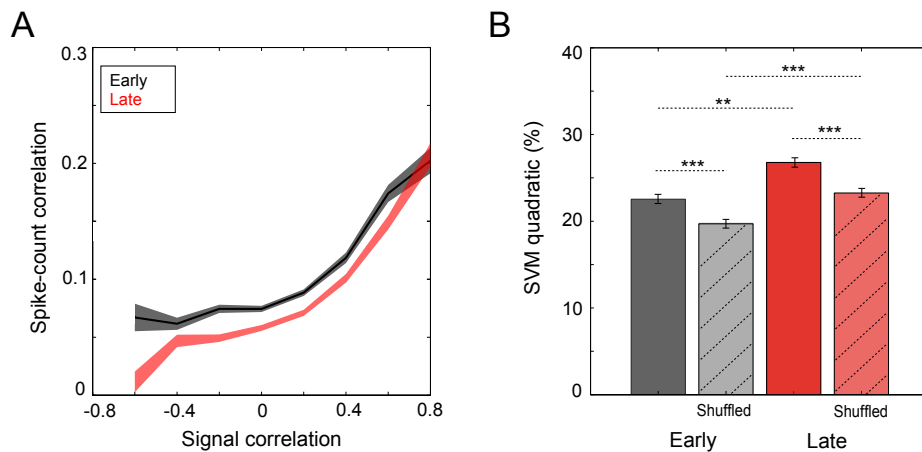 A
B
0.3
0.2
0.1
0
Spike-count correlation
Early
Late
-0.8
-0.4
0
0.4
0.8
Signal correlation
40
30
20
10
0
SVM quadratic (%)
***
**
***
***
Shuffled
Shuffled
Early
Late